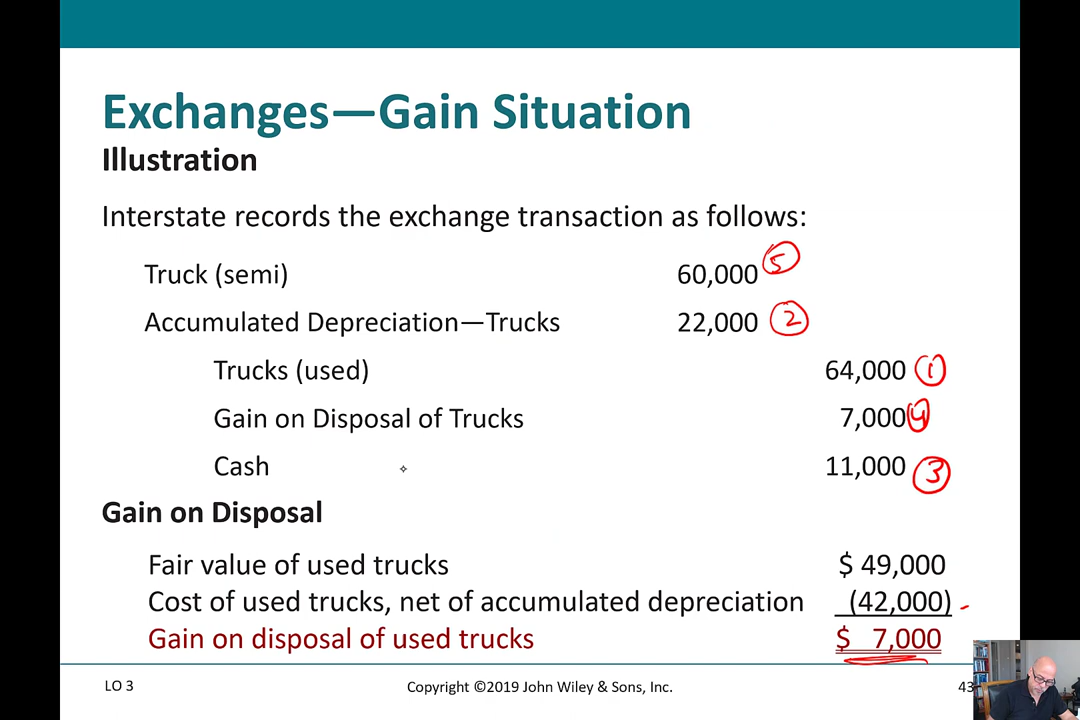 Exchanges—Gain Situation
Illustration
Interstate records the exchange transaction as follows:
Truck (semi) 60,000 5
Accumulated Depreciation—Trucks 22,000 2
Trucks (used) 64,000 1
Gain on Disposal of Trucks 7,000 4
Cash 11,000 3
Gain on Disposal
Fair value of used trucks $ 49,000
Cost of used trucks, net of accumulated depreciation (42,000)
Gain on disposal of used trucks $ 7,000
LO 3 Copyright ©2019 John Wiley & Sons, Inc. 43